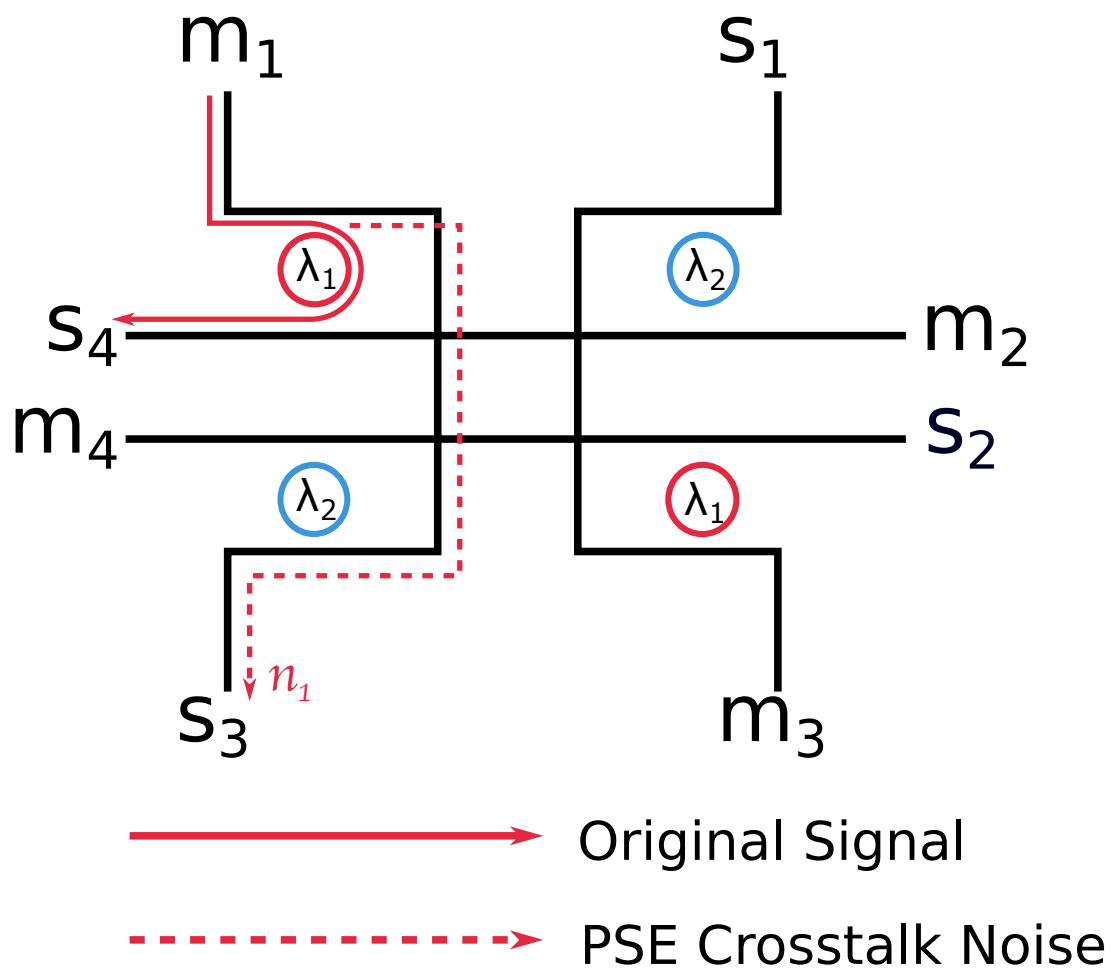 m₁ s₁
λ₁ λ₂
s₄ m₂
m₄ s₂
λ₂ λ₁
n₁
s₃ m₃
Original Signal
PSE Crosstalk Noise